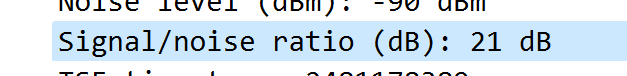 Noise level (dBm): -90 dBm
Signal/noise ratio (dB): 21 dB